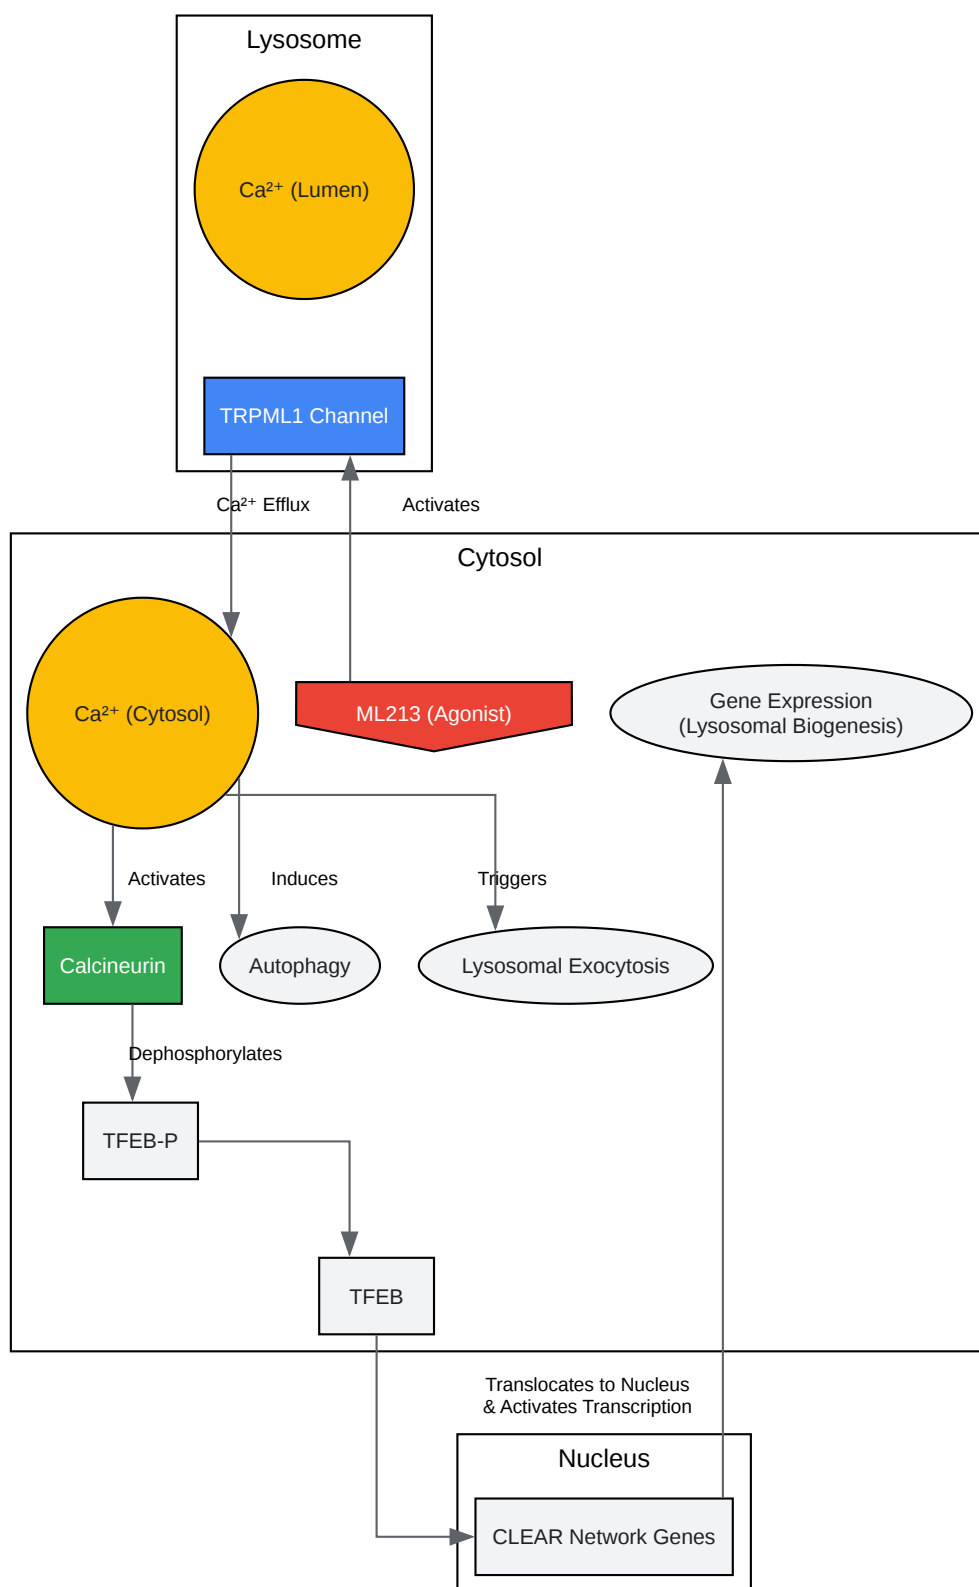 Lysosome
Ca²⁺ (Lumen)
TRPML1 Channel
Ca²⁺ Efflux
Activates
Cytosol
Ca²⁺ (Cytosol)
ML213 (Agonist)
Gene Expression
(Lysosomal Biogenesis)
Activates
Induces
Triggers
Calcineurin
Autophagy
Lysosomal Exocytosis
Dephosphorylates
TFEB-P
TFEB
Translocates to Nucleus
& Activates Transcription
Nucleus
CLEAR Network Genes